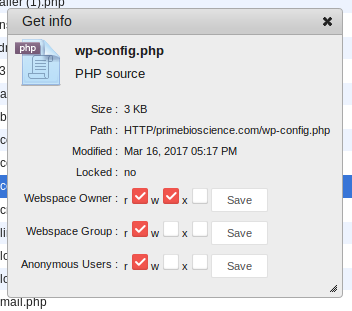 aller (1).php
Get info
php
wp-config.php
PHP source
Size : 3 KB
Path : HTTP/primebioscience.com/wp-config.php
Modified : Mar 16, 2017 05:17 PM
Locked : no
Webspace Owner : r w x Save
Webspace Group : r w x Save
Anonymous Users : r w x Save
mail.php